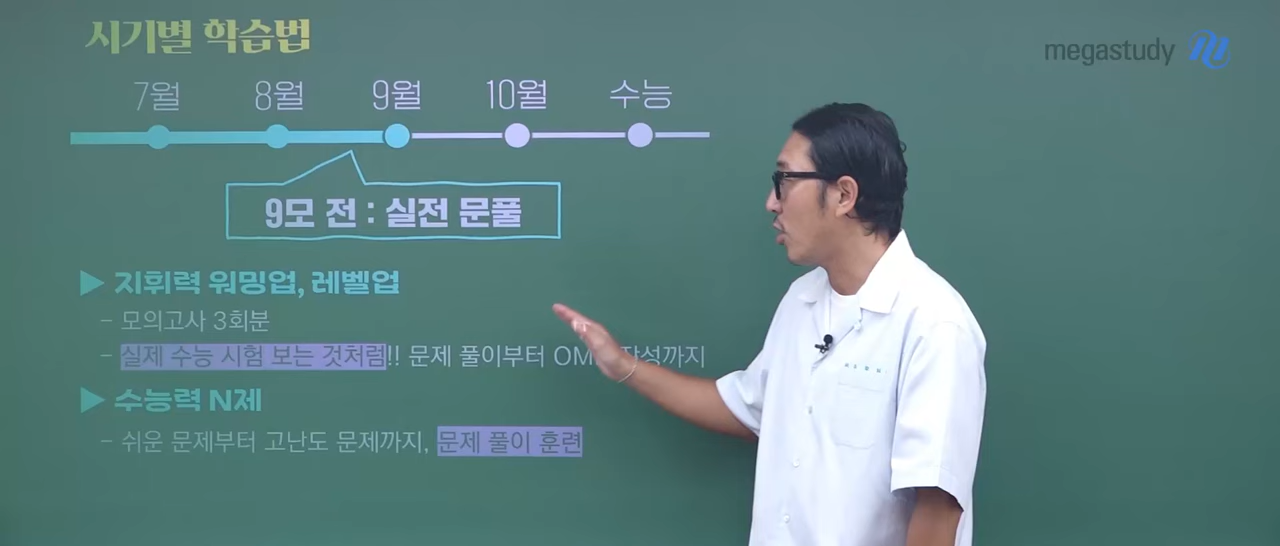 시기별 학습법
megastudy
7월 8월 9월 10월 수능
9모 전 : 실전 문풀
▶ 지휘력 워밍업, 레벨업
- 모의고사 3회분
- 실제 수능 시험 보는 것처럼!! 문제 풀이부터 OM 작성까지
▶ 수능력 N제
- 쉬운 문제부터 고난도 문제까지, 문제 풀이 훈련